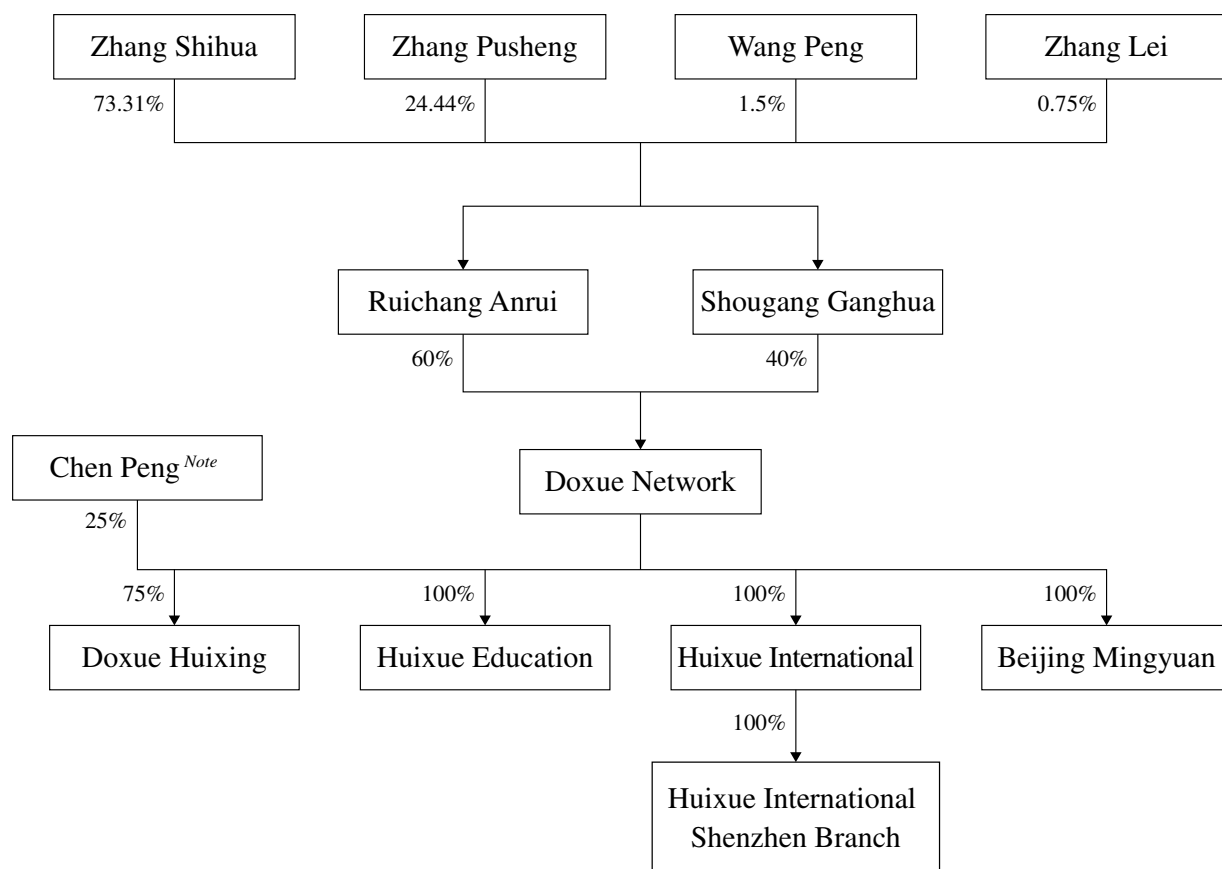 Zhang Shihua
Zhang Pusheng
Wang Peng
Zhang Lei
73.31%
24.44%
1.5%
0.75%
Ruichang Anrui
Shougang Ganghua
60%
40%
Chen Peng Note
Doxue Network
25%
75%
100%
100%
100%
Doxue Huixing
Huixue Education
Huixue International
Beijing Mingyuan
100%
Huixue International
Shenzhen Branch